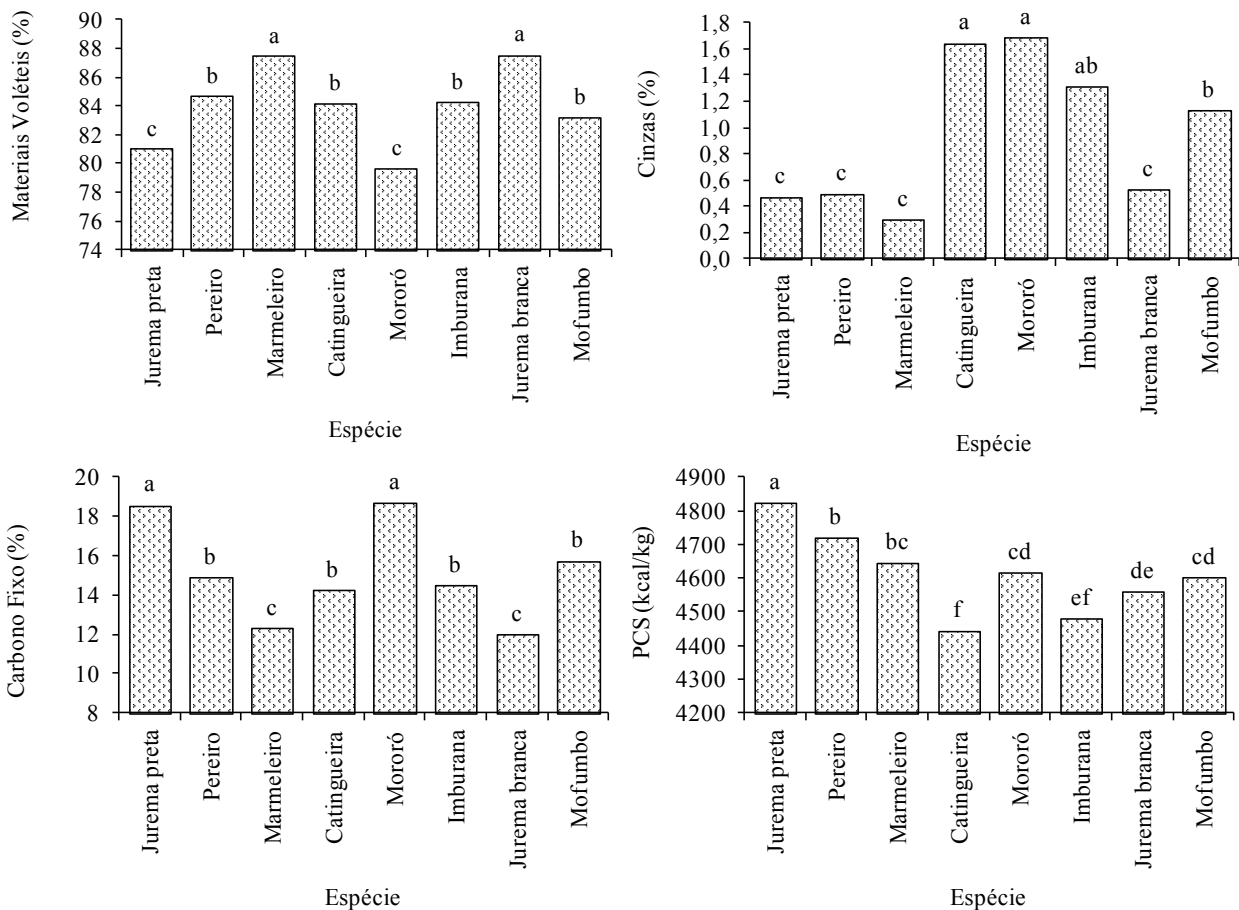 Materiais Voléteis (%)
90
88
86
84
82
80
78
76
74
c
b
a
b
c
b
a
b
Jurema preta
Pereiro
Marmeleiro
Catingueira
Mororó
Imburana
Jurema branca
Mofumbo
Espécie
Cinzas (%)
1,8
1,6
1,4
1,2
1,0
0,8
0,6
0,4
0,2
0,0
c
c
c
a
a
ab
c
b
Jurema preta
Pereiro
Marmeleiro
Catingueira
Mororó
Imburana
Jurema branca
Mofumbo
Espécie
Carbono Fixo (%)
20
18
16
14
12
10
8
a
b
c
b
a
b
c
b
Jurema preta
Pereiro
Marmeleiro
Catingueira
Mororó
Imburana
Jurema branca
Mofumbo
Espécie
PCS (kcal/kg)
4900
4800
4700
4600
4500
4400
4300
4200
a
b
bc
f
cd
ef
de
cd
Jurema preta
Pereiro
Marmeleiro
Catingueira
Mororó
Imburana
Jurema branca
Mofumbo
Espécie